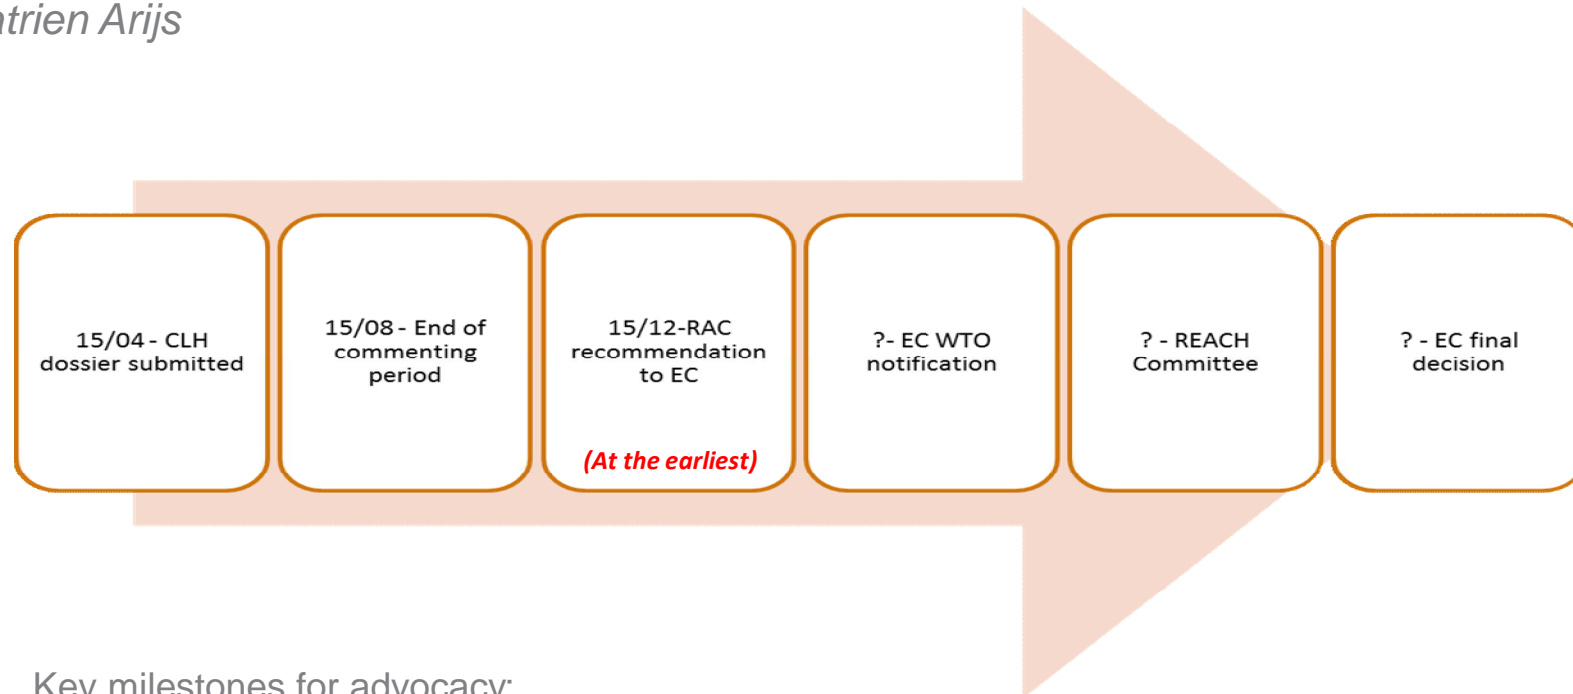 atrien Arijs
15/04 - CLH
dossier submitted
15/08 - End of
commenting
period
15/12-RAC
recommendation
to EC
(At the earliest)
?- EC WTO
notification
? - REACH
Committee
? - EC final
decision
Key milestones for advocacy: